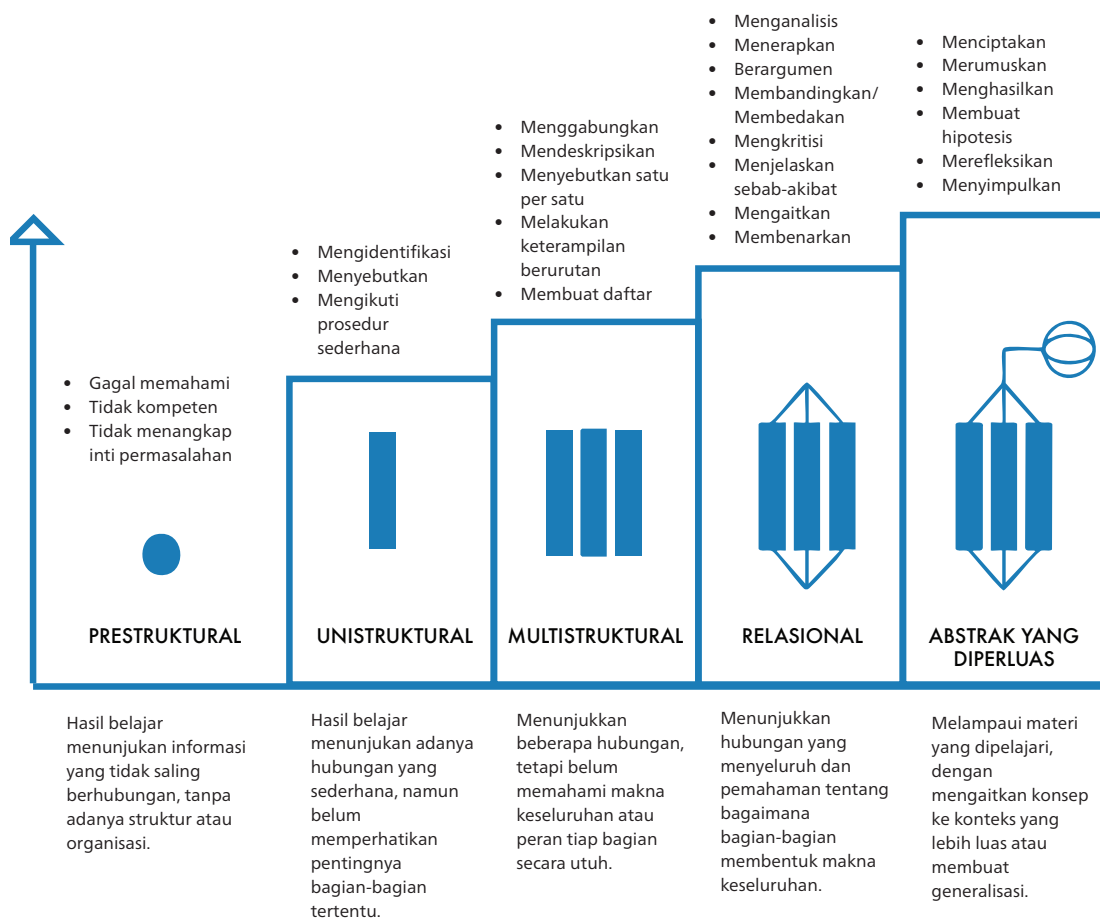 • Gagal memahami
• Tidak kompeten
• Tidak menangkap
inti permasalahan
PRESTRUKTURAL
Hasil belajar
menunjukan informasi
yang tidak saling
berhubungan, tanpa
adanya struktur atau
organisasi.
• Mengidentifikasi
• Menyebutkan
• Mengikuti
prosedur
sederhana
UNISTRUKTURAL
Hasil belajar
menunjukan adanya
hubungan yang
sederhana, namun
belum
memperhatikan
pentingnya
bagian-bagian
tertentu.
• Menggabungkan
• Mendeskripsikan
• Menyebutkan satu
per satu
• Melakukan
keterampilan
berurutan
• Membuat daftar
MULTISTRUKTURAL
Menunjukkan
beberapa hubungan,
tetapi belum
memahami makna
keseluruhan atau
peran tiap bagian
secara utuh.
• Menganalisis
• Menerapkan
• Berargumen
• Membandingkan/
Membedakan
• Mengkritisi
• Menjelaskan
sebab-akibat
• Mengaitkan
• Membenarkan
RELASIONAL
Menunjukkan
hubungan yang
menyeluruh dan
pemahaman tentang
bagaimana
bagian-bagian
membentuk makna
keseluruhan.
• Menciptakan
• Merumuskan
• Menghasilkan
• Membuat
hipotesis
• Merefleksikan
• Menyimpulkan
ABSTRAK YANG
DIPERLUAS
Melampaui materi
yang dipelajari,
dengan
mengaitkan konsep
ke konteks yang
lebih luas atau
membuat
generalisasi.